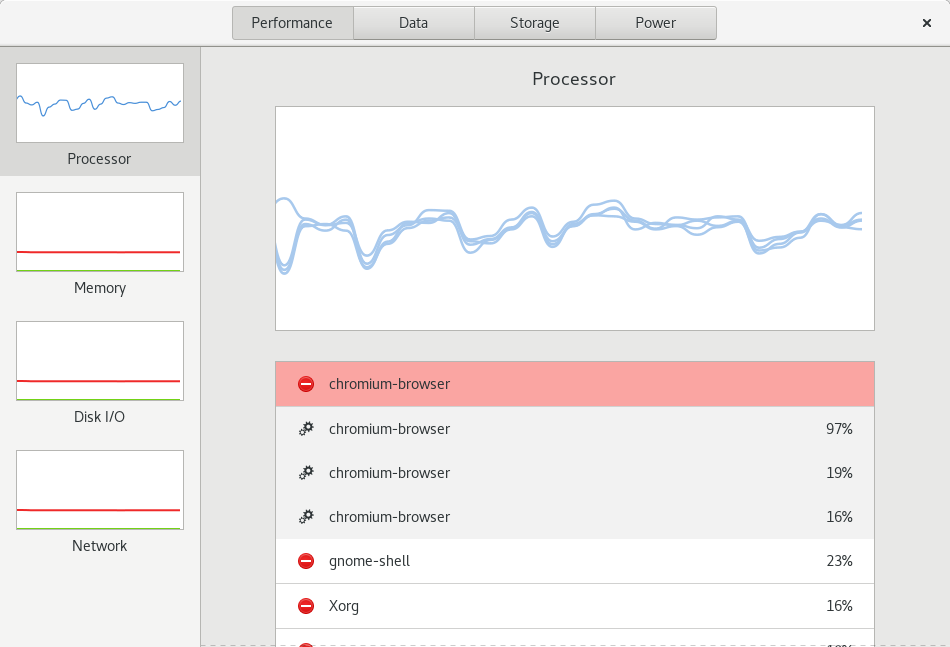 Performance Data Storage Power ×
Processor
Processor
Memory
Disk I/O
Network
chromium-browser
chromium-browser 97%
chromium-browser 19%
chromium-browser 16%
gnome-shell 23%
Xorg 16%